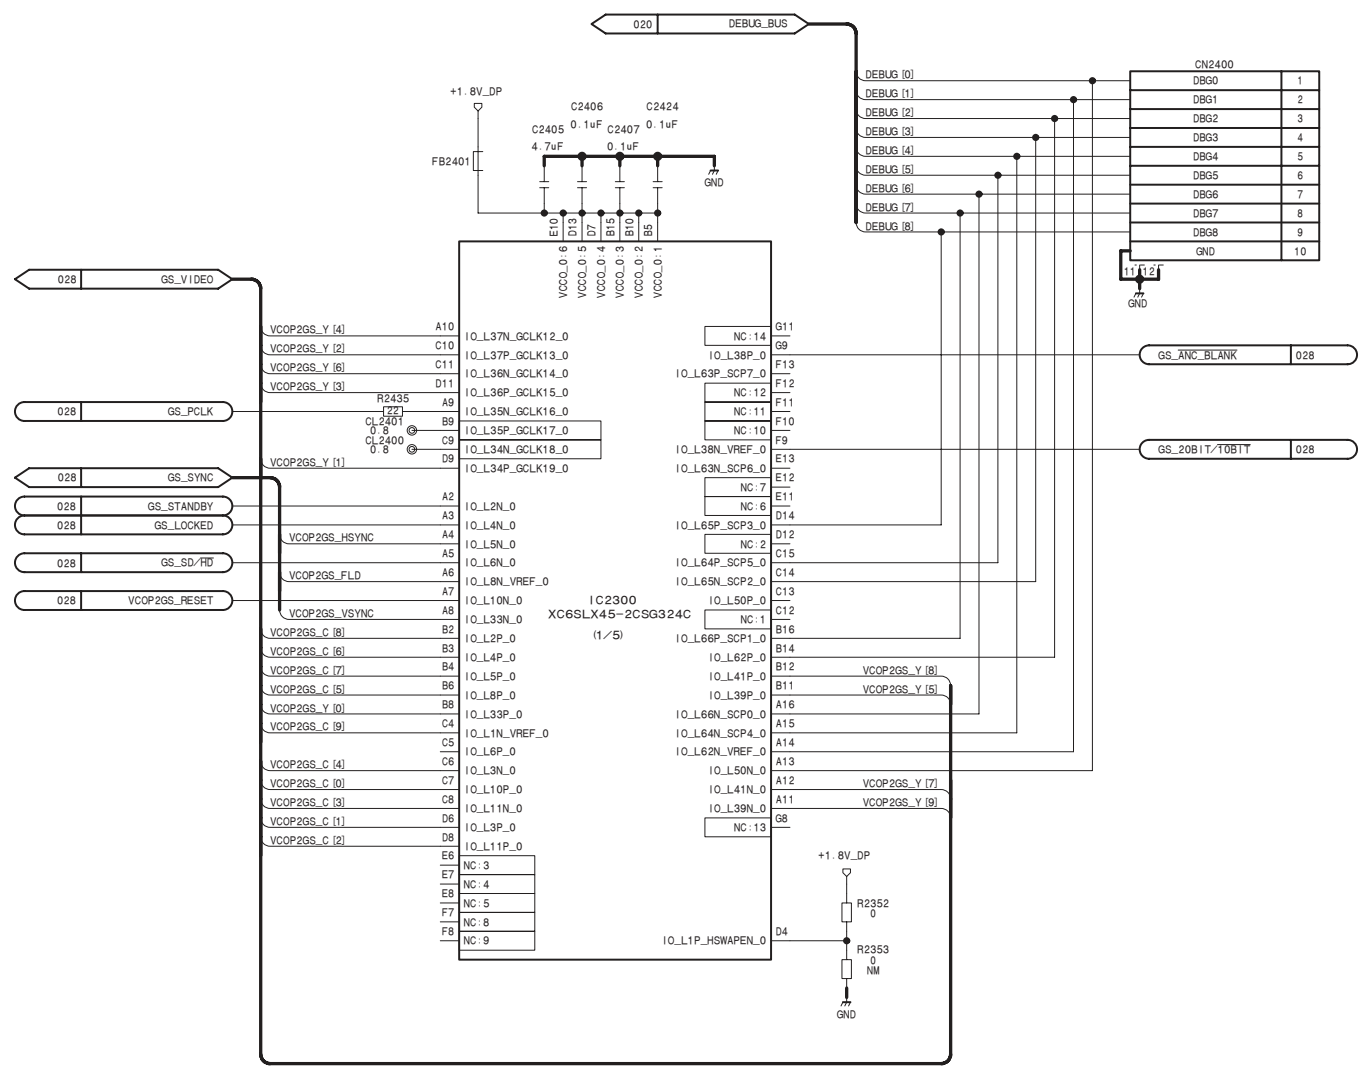 020 DEBUG_BUS
CN2400
DEBUG [0] DBG0 1
DEBUG [1] DBG1 2
DEBUG [2] DBG2 3
DEBUG [3] DBG3 4
DEBUG [4] DBG4 5
DEBUG [5] DBG5 6
DEBUG [6] DBG6 7
DEBUG [7] DBG7 8
DEBUG [8] DBG8 9
GND 10
11 12
GND
+1.8V_DP
FB2401
C2406 C2424
0.1uF 0.1uF
C2405 C2407
4.7uF 0.1uF
GND
E10 D13 D7 B15 B10 B5
VCCO_0:6 VCCO_0:5 VCCO_0:4 VCCO_0:3 VCCO_0:2 VCCO_0:1
028 GS_VIDEO
VCOP2GS_Y [4] A10 IO_L37N_GCLK12_0
VCOP2GS_Y [2] C10 IO_L37P_GCLK13_0
VCOP2GS_Y [6] C11 IO_L36N_GCLK14_0
VCOP2GS_Y [3] D11 IO_L36P_GCLK15_0
028 GS_PCLK R2435 22 A9 IO_L35N_GCLK16_0
CL2401 0.8 B9 IO_L35P_GCLK17_0
CL2400 0.8 C9 IO_L34N_GCLK18_0
VCOP2GS_Y [1] D9 IO_L34P_GCLK19_0
028 GS_SYNC
028 GS_STANDBY A2 IO_L2N_0
028 GS_LOCKED A3 IO_L4N_0
VCOP2GS_HSYNC A4 IO_L5N_0
028 GS_SD/HD A5 IO_L6N_0
VCOP2GS_FLD A6 IO_L8N_VREF_0
028 VCOP2GS_RESET A7 IO_L10N_0
VCOP2GS_VSYNC A8 IO_L33N_0
VCOP2GS_C [8] B2 IO_L2P_0
VCOP2GS_C [6] B3 IO_L4P_0
VCOP2GS_C [7] B4 IO_L5P_0
VCOP2GS_C [5] B6 IO_L8P_0
VCOP2GS_Y [0] B8 IO_L33P_0
VCOP2GS_C [9] C4 IO_L1N_VREF_0
C5 IO_L6P_0
VCOP2GS_C [4] C6 IO_L3N_0
VCOP2GS_C [0] C7 IO_L10P_0
VCOP2GS_C [3] C8 IO_L11N_0
VCOP2GS_C [1] D6 IO_L3P_0
VCOP2GS_C [2] D8 IO_L11P_0
E6 NC:3
E7 NC:4
E8 NC:5
F7 NC:8
F8 NC:9
IC2300
XC6SLX45-2CSG324C
(1/5)
NC:14 G11
IO_L38P_0 G9 GS_ANC_BLANK 028
IO_L63P_SCP7_0 F13
NC:12 F12
NC:11 F11
NC:10 F10
IO_L38N_VREF_0 F9 GS_20BIT/10BIT 028
IO_L63N_SCP6_0 E13
NC:7 E12
NC:6 E11
IO_L65P_SCP3_0 D14
NC:2 D12
IO_L64P_SCP5_0 C15
IO_L65N_SCP2_0 C14
IO_L50P_0 C13
NC:1 C12
IO_L66P_SCP1_0 B16
IO_L62P_0 B14
IO_L41P_0 B12 VCOP2GS_Y [8]
IO_L39P_0 B11 VCOP2GS_Y [5]
IO_L66N_SCP0_0 A16
IO_L64N_SCP4_0 A15
IO_L62N_VREF_0 A14
IO_L50N_0 A13
IO_L41N_0 A12 VCOP2GS_Y [7]
IO_L39N_0 A11 VCOP2GS_Y [9]
NC:13 G8
+1.8V_DP
R2352
0
IO_L1P_HSWAPEN_0 D4
R2353
0
NM
GND